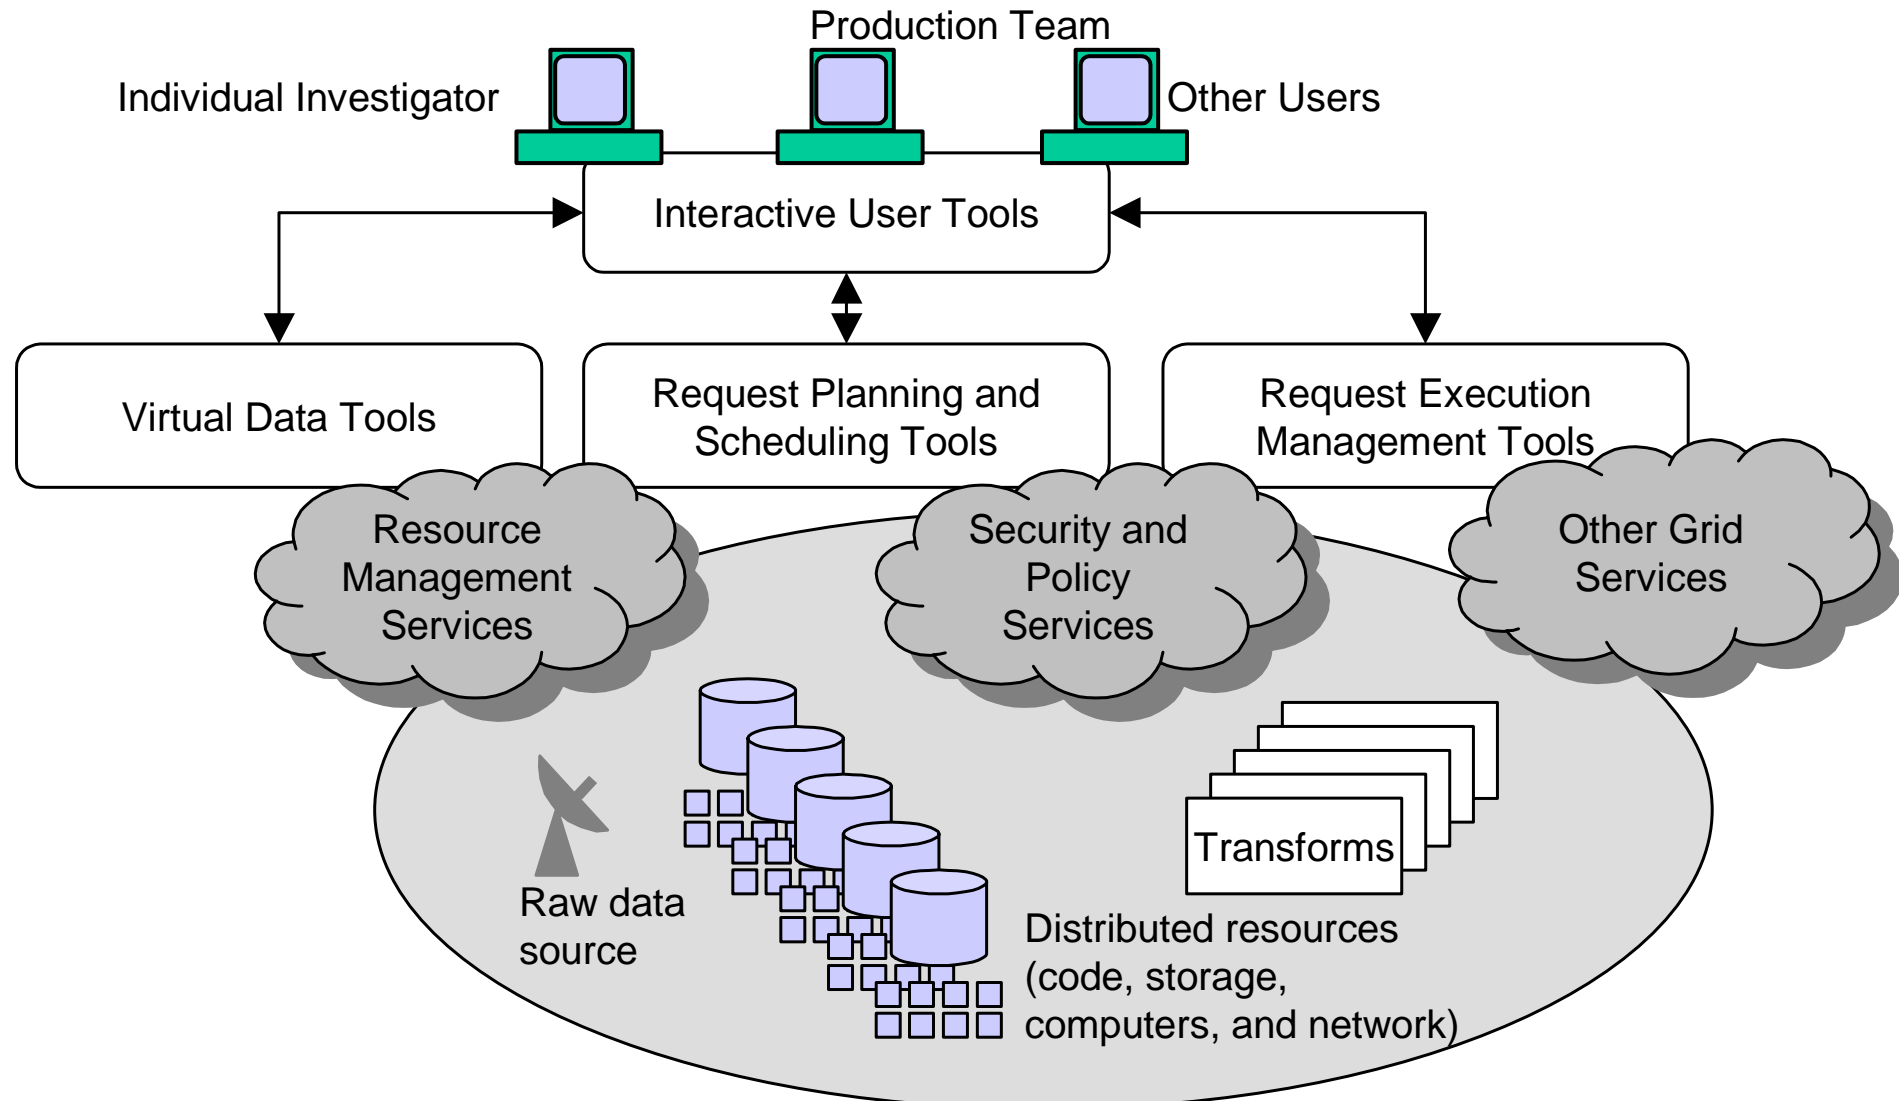 Production Team
Individual Investigator
Other Users
Interactive User Tools
Virtual Data Tools
Request Planning and
Scheduling Tools
Request Execution
Management Tools
Resource
Management
Services
Security and
Policy
Services
Other Grid
Services
Transforms
Raw data
source
Distributed resources
(code, storage,
computers, and network)